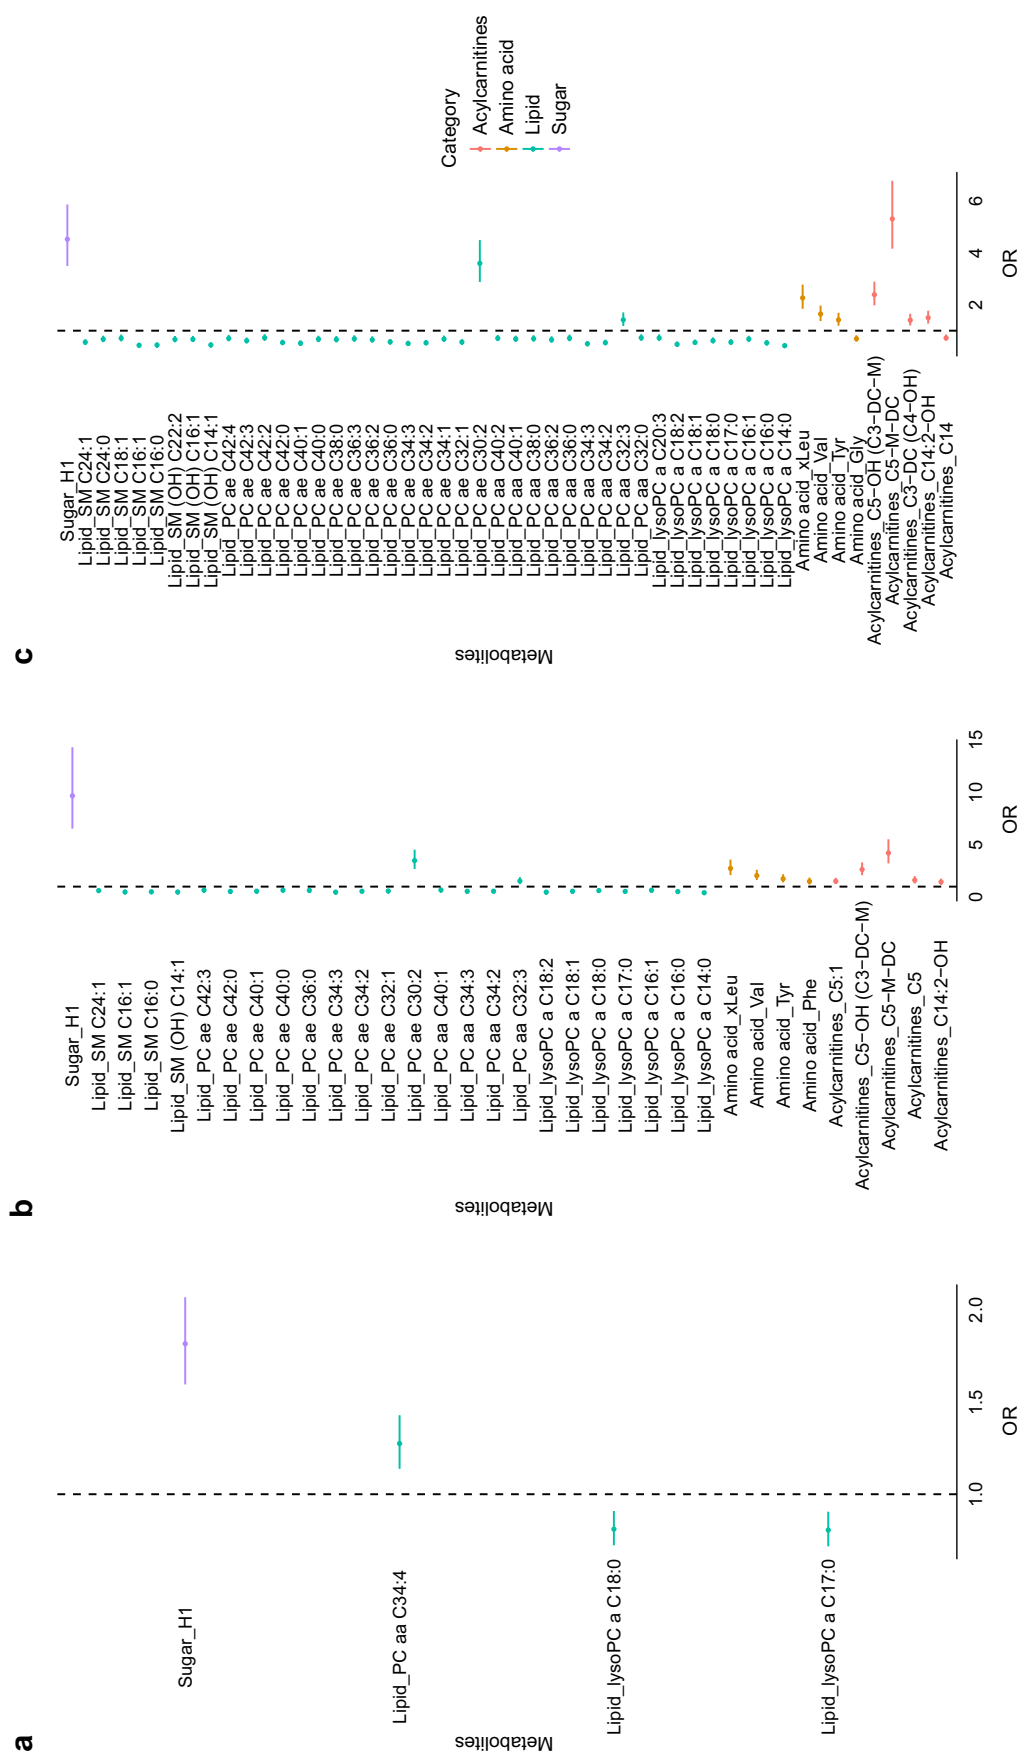 a
Metabolites
Sugar_H1
Lipid_PC aa C34:4
Lipid_lysoPC a C18:0
Lipid_lysoPC a C17:0
1.0
1.5
2.0
OR
b
Metabolites
Sugar_H1
Lipid_SM C24:1
Lipid_SM C16:1
Lipid_SM C16:0
Lipid_SM (OH) C14:1
Lipid_PC ae C42:3
Lipid_PC ae C42:0
Lipid_PC ae C40:1
Lipid_PC ae C40:0
Lipid_PC ae C36:0
Lipid_PC ae C34:3
Lipid_PC ae C34:2
Lipid_PC ae C32:1
Lipid_PC ae C30:2
Lipid_PC aa C40:1
Lipid_PC aa C34:3
Lipid_PC aa C34:2
Lipid_PC aa C32:3
Lipid_lysoPC a C18:2
Lipid_lysoPC a C18:1
Lipid_lysoPC a C18:0
Lipid_lysoPC a C17:0
Lipid_lysoPC a C16:1
Lipid_lysoPC a C16:0
Lipid_lysoPC a C14:0
Amino acid_xLeu
Amino acid_Val
Amino acid_Tyr
Amino acid_Phe
Acylcarnitines_C5:1
Acylcarnitines_C5−OH (C3−DC−M)
Acylcarnitines_C5−M−DC
Acylcarnitines_C5
Acylcarnitines_C14:2−OH
0
5
10
15
OR
c
Metabolites
Sugar_H1
Lipid_SM C24:1
Lipid_SM C24:0
Lipid_SM C18:1
Lipid_SM C16:1
Lipid_SM C16:0
Lipid_SM (OH) C22:2
Lipid_SM (OH) C16:1
Lipid_SM (OH) C14:1
Lipid_PC ae C42:4
Lipid_PC ae C42:3
Lipid_PC ae C42:2
Lipid_PC ae C42:0
Lipid_PC ae C40:1
Lipid_PC ae C40:0
Lipid_PC ae C38:0
Lipid_PC ae C36:3
Lipid_PC ae C36:2
Lipid_PC ae C36:0
Lipid_PC ae C34:3
Lipid_PC ae C34:2
Lipid_PC ae C34:1
Lipid_PC ae C32:1
Lipid_PC ae C30:2
Lipid_PC aa C40:2
Lipid_PC aa C40:1
Lipid_PC aa C38:0
Lipid_PC aa C36:2
Lipid_PC aa C36:0
Lipid_PC aa C34:3
Lipid_PC aa C34:2
Lipid_PC aa C32:3
Lipid_PC aa C32:0
Lipid_lysoPC a C20:3
Lipid_lysoPC a C18:2
Lipid_lysoPC a C18:1
Lipid_lysoPC a C18:0
Lipid_lysoPC a C17:0
Lipid_lysoPC a C16:1
Lipid_lysoPC a C16:0
Lipid_lysoPC a C14:0
Amino acid_xLeu
Amino acid_Val
Amino acid_Tyr
Amino acid_Gly
Acylcarnitines_C5−OH (C3−DC−M)
Acylcarnitines_C5−M−DC
Acylcarnitines_C3−DC (C4−OH)
Acylcarnitines_C14:2−OH
Acylcarnitines_C14
2
4
6
OR
Category
Acylcarnitines
Amino acid
Lipid
Sugar